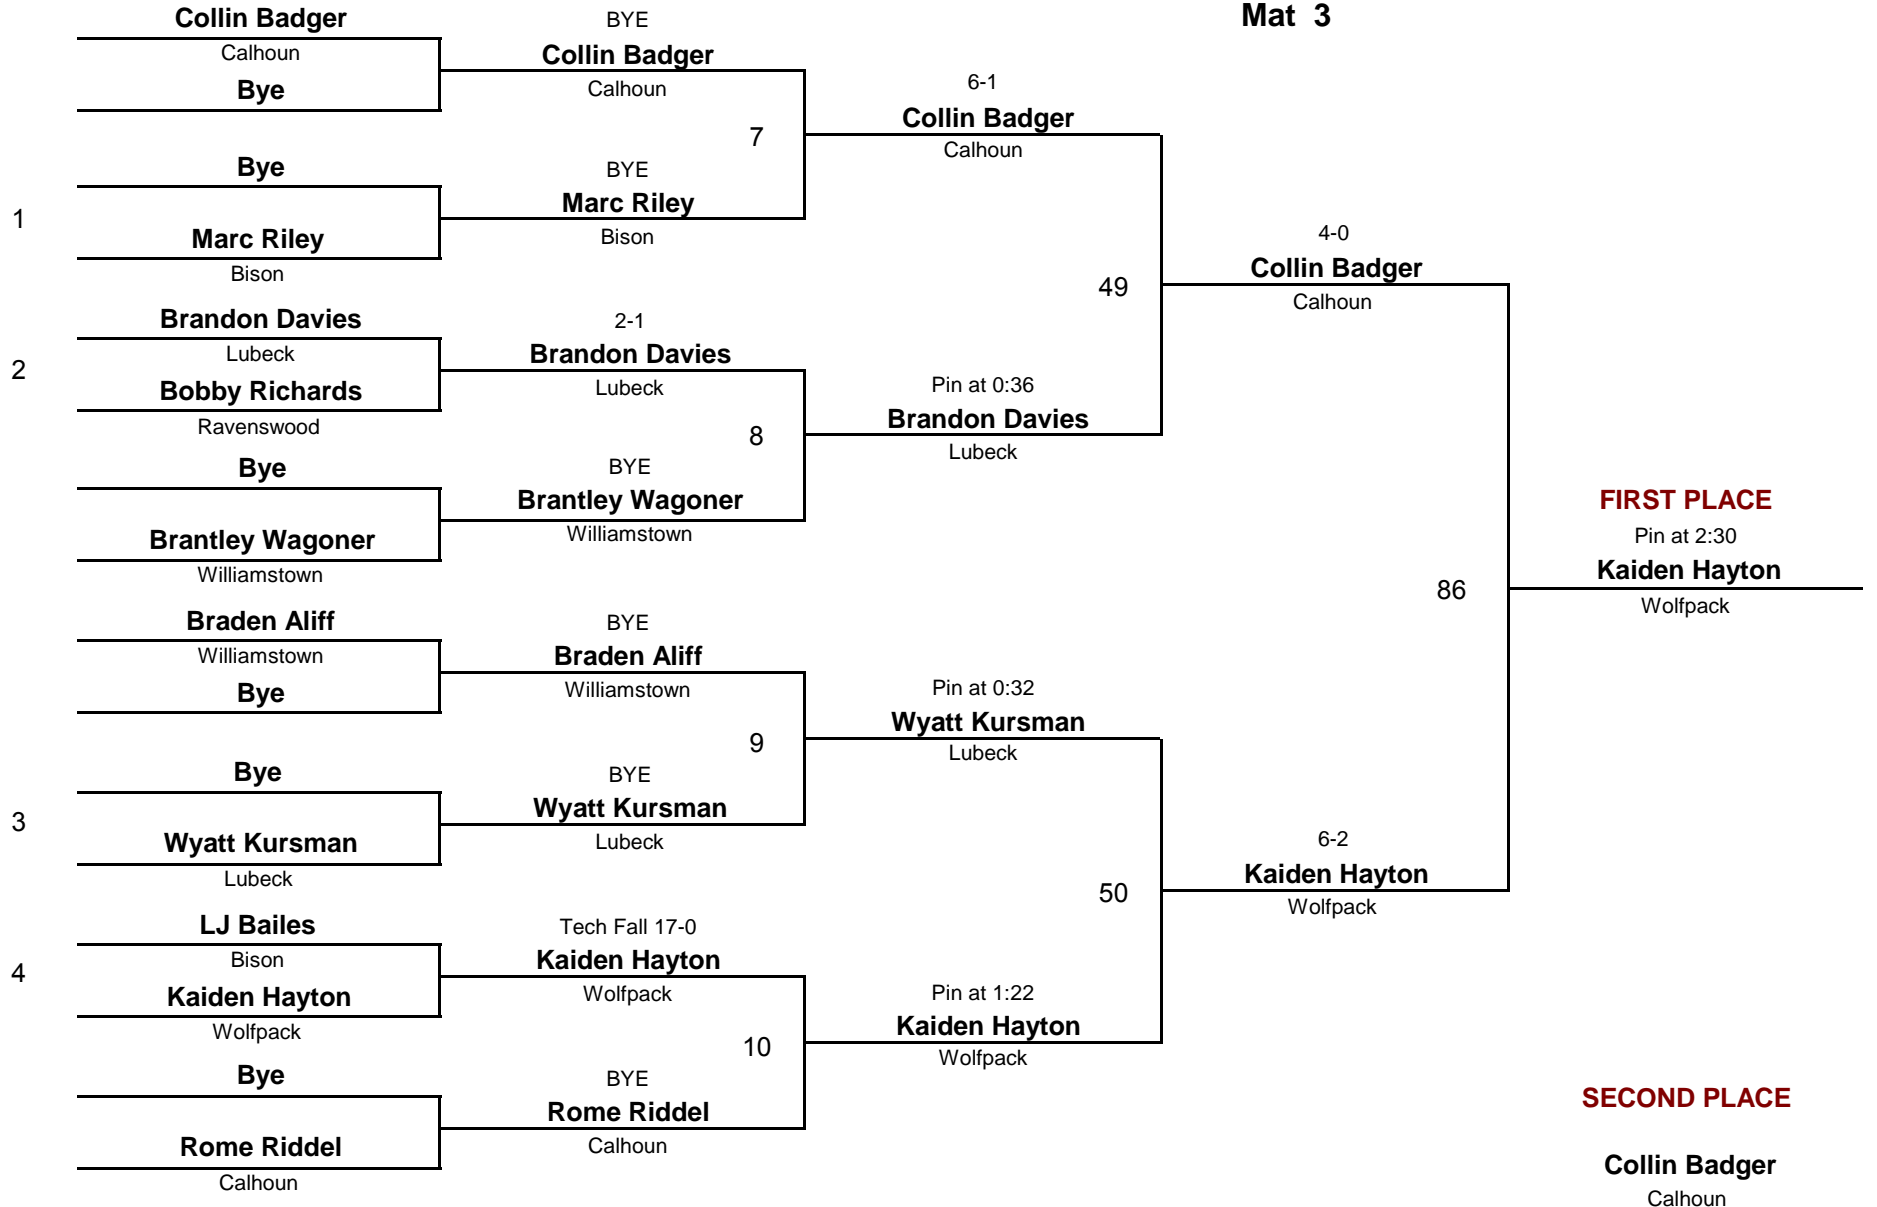 Mat 3
Collin Badger
Calhoun
Bye
Bye
1
Marc Riley
Bison
Brandon Davies
Lubeck
2
Bobby Richards
Ravenswood
Bye
Brantley Wagoner
Williamstown
Braden Aliff
Williamstown
Bye
Bye
3
Wyatt Kursman
Lubeck
LJ Bailes
Bison
4
Kaiden Hayton
Wolfpack
Bye
Rome Riddel
Calhoun
BYE
Collin Badger
Calhoun
7
BYE
Marc Riley
Bison
2-1
Brandon Davies
Lubeck
8
BYE
Brantley Wagoner
Williamstown
BYE
Braden Aliff
Williamstown
9
BYE
Wyatt Kursman
Lubeck
Tech Fall 17-0
Kaiden Hayton
Wolfpack
10
BYE
Rome Riddel
Calhoun
6-1
Collin Badger
Calhoun
49
Pin at 0:36
Brandon Davies
Lubeck
Pin at 0:32
Wyatt Kursman
Lubeck
50
Pin at 1:22
Kaiden Hayton
Wolfpack
4-0
Collin Badger
Calhoun
86
6-2
Kaiden Hayton
Wolfpack
FIRST PLACE
Pin at 2:30
Kaiden Hayton
Wolfpack
SECOND PLACE
Collin Badger
Calhoun